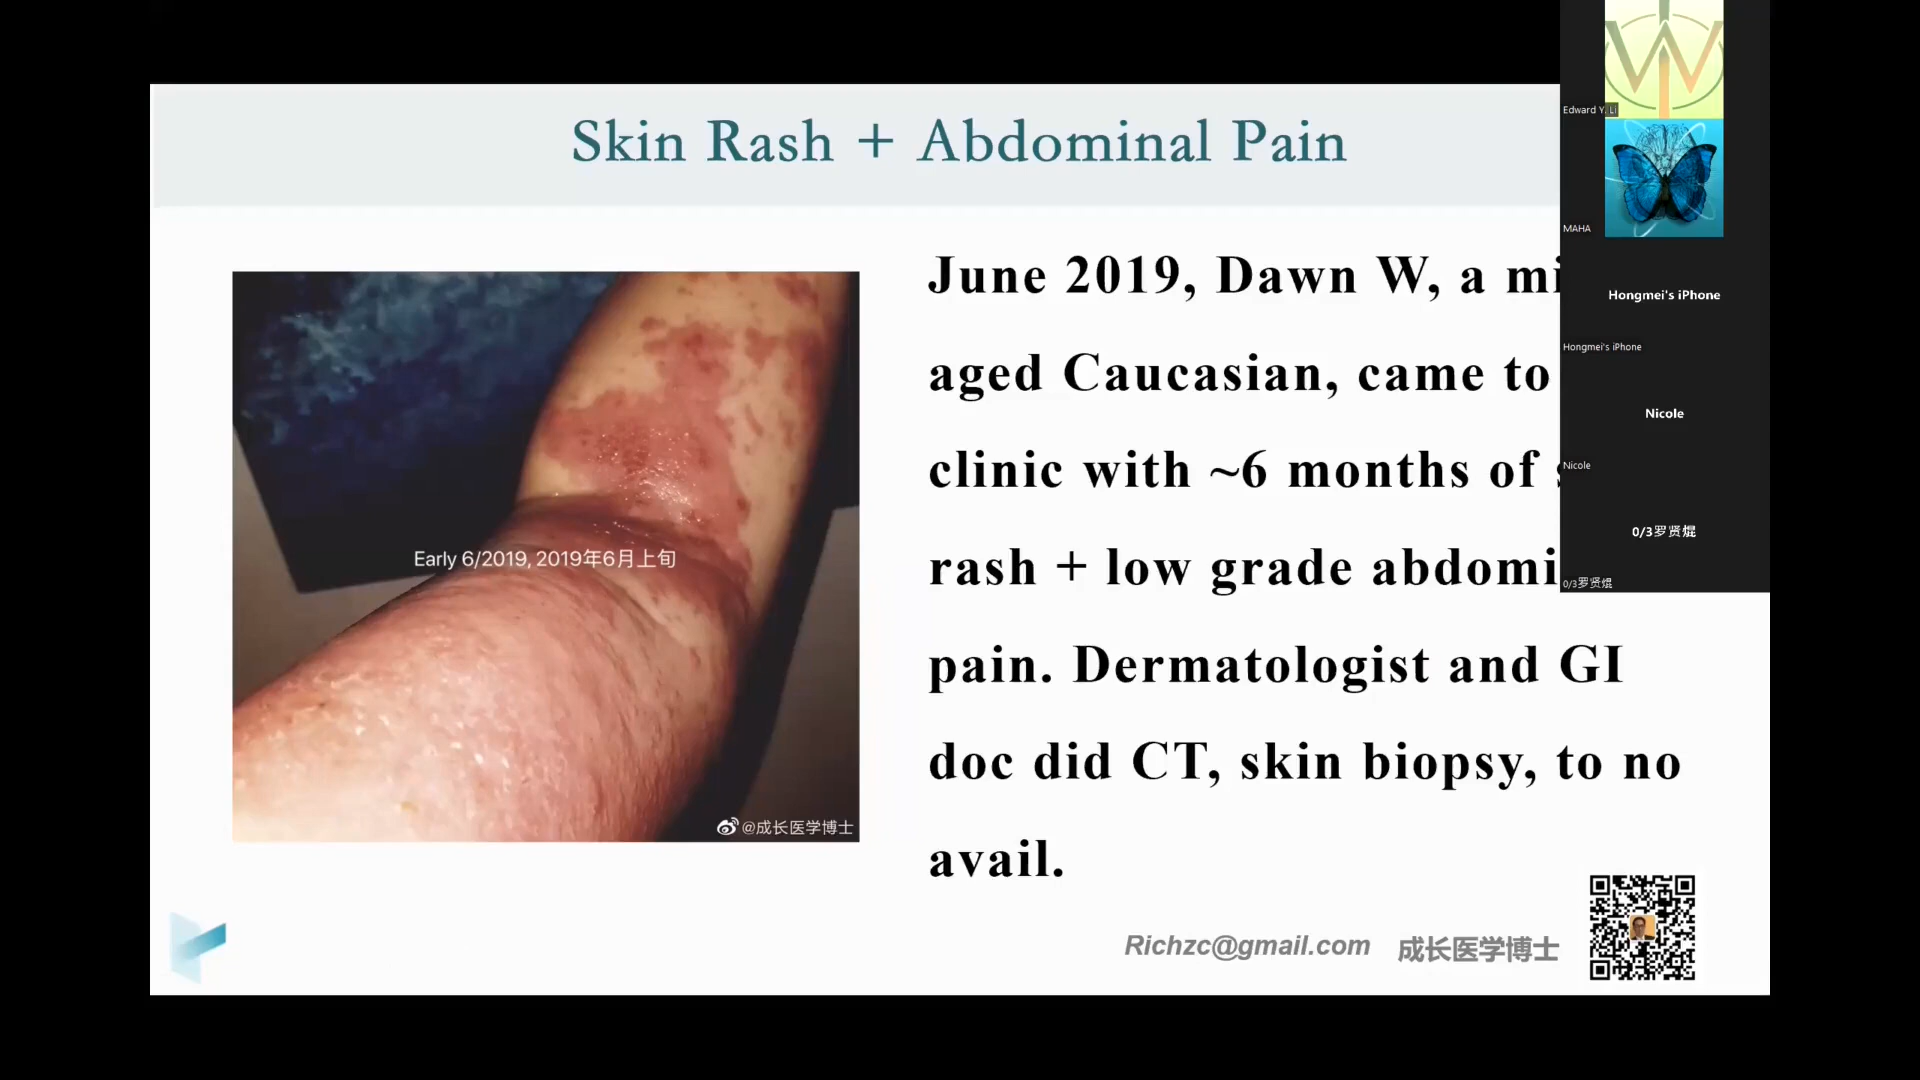 Skin Rash + Abdominal Pain
June 2019, Dawn W, a mi
aged Caucasian, came to
clinic with ~6 months of
rash + low grade abdomi
pain. Dermatologist and GI
doc did CT, skin biopsy, to no
avail.
Early 6/2019, 2019年6月上旬
@成长医学博士
Richzc@gmail.com 成长医学博士
Edward Y. Li
MAHA
Hongmei's iPhone
Hongmei's iPhone
Nicole
Nicole
0/3罗贤焜
0/3罗贤焜